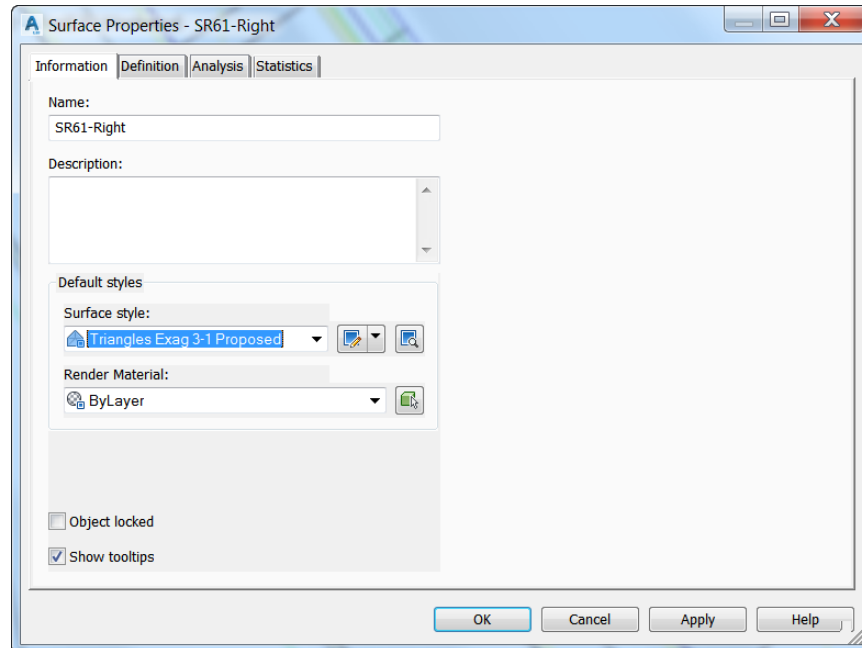 Surface Properties - SR61-Right
Information Definition Analysis Statistics
Name:
SR61-Right
Description:
Default styles
Surface style:
Triangles Exag 3-1 Proposed
Render Material:
ByLayer
Object locked
Show tooltips
OK Cancel Apply Help